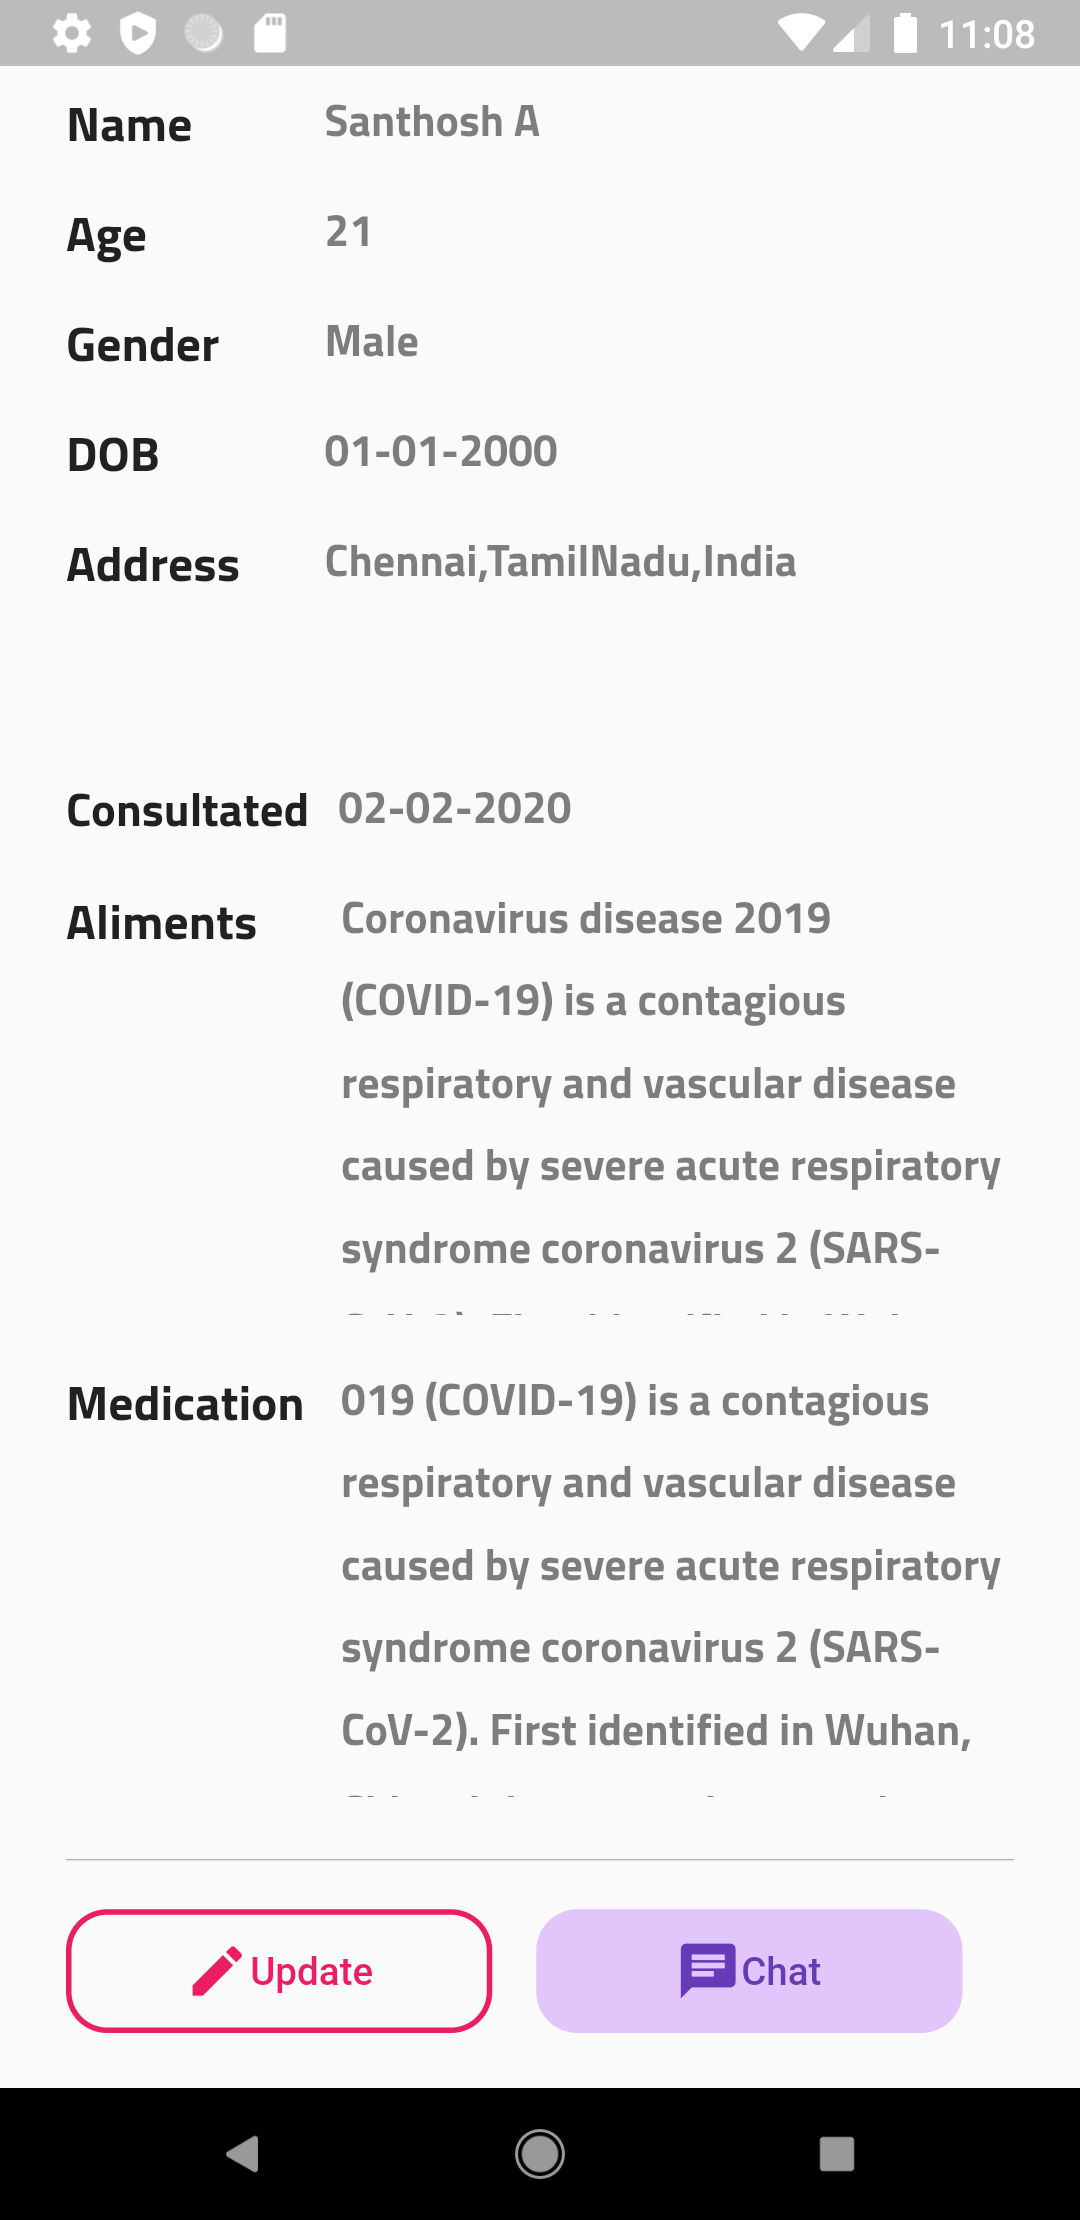 11:08
Name Santhosh A
Age 21
Gender Male
DOB 01-01-2000
Address Chennai,TamilNadu,India
Consultated 02-02-2020
Aliments Coronavirus disease 2019
(COVID-19) is a contagious
respiratory and vascular disease
caused by severe acute respiratory
syndrome coronavirus 2 (SARS-
Medication 019 (COVID-19) is a contagious
respiratory and vascular disease
caused by severe acute respiratory
syndrome coronavirus 2 (SARS-
CoV-2). First identified in Wuhan,
Update Chat